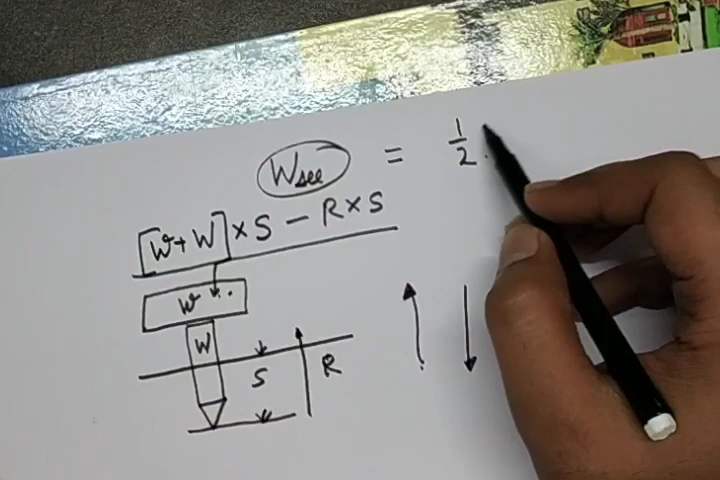 Wsee = 1/2
[W+W]×S − R×S
W
W
S
R